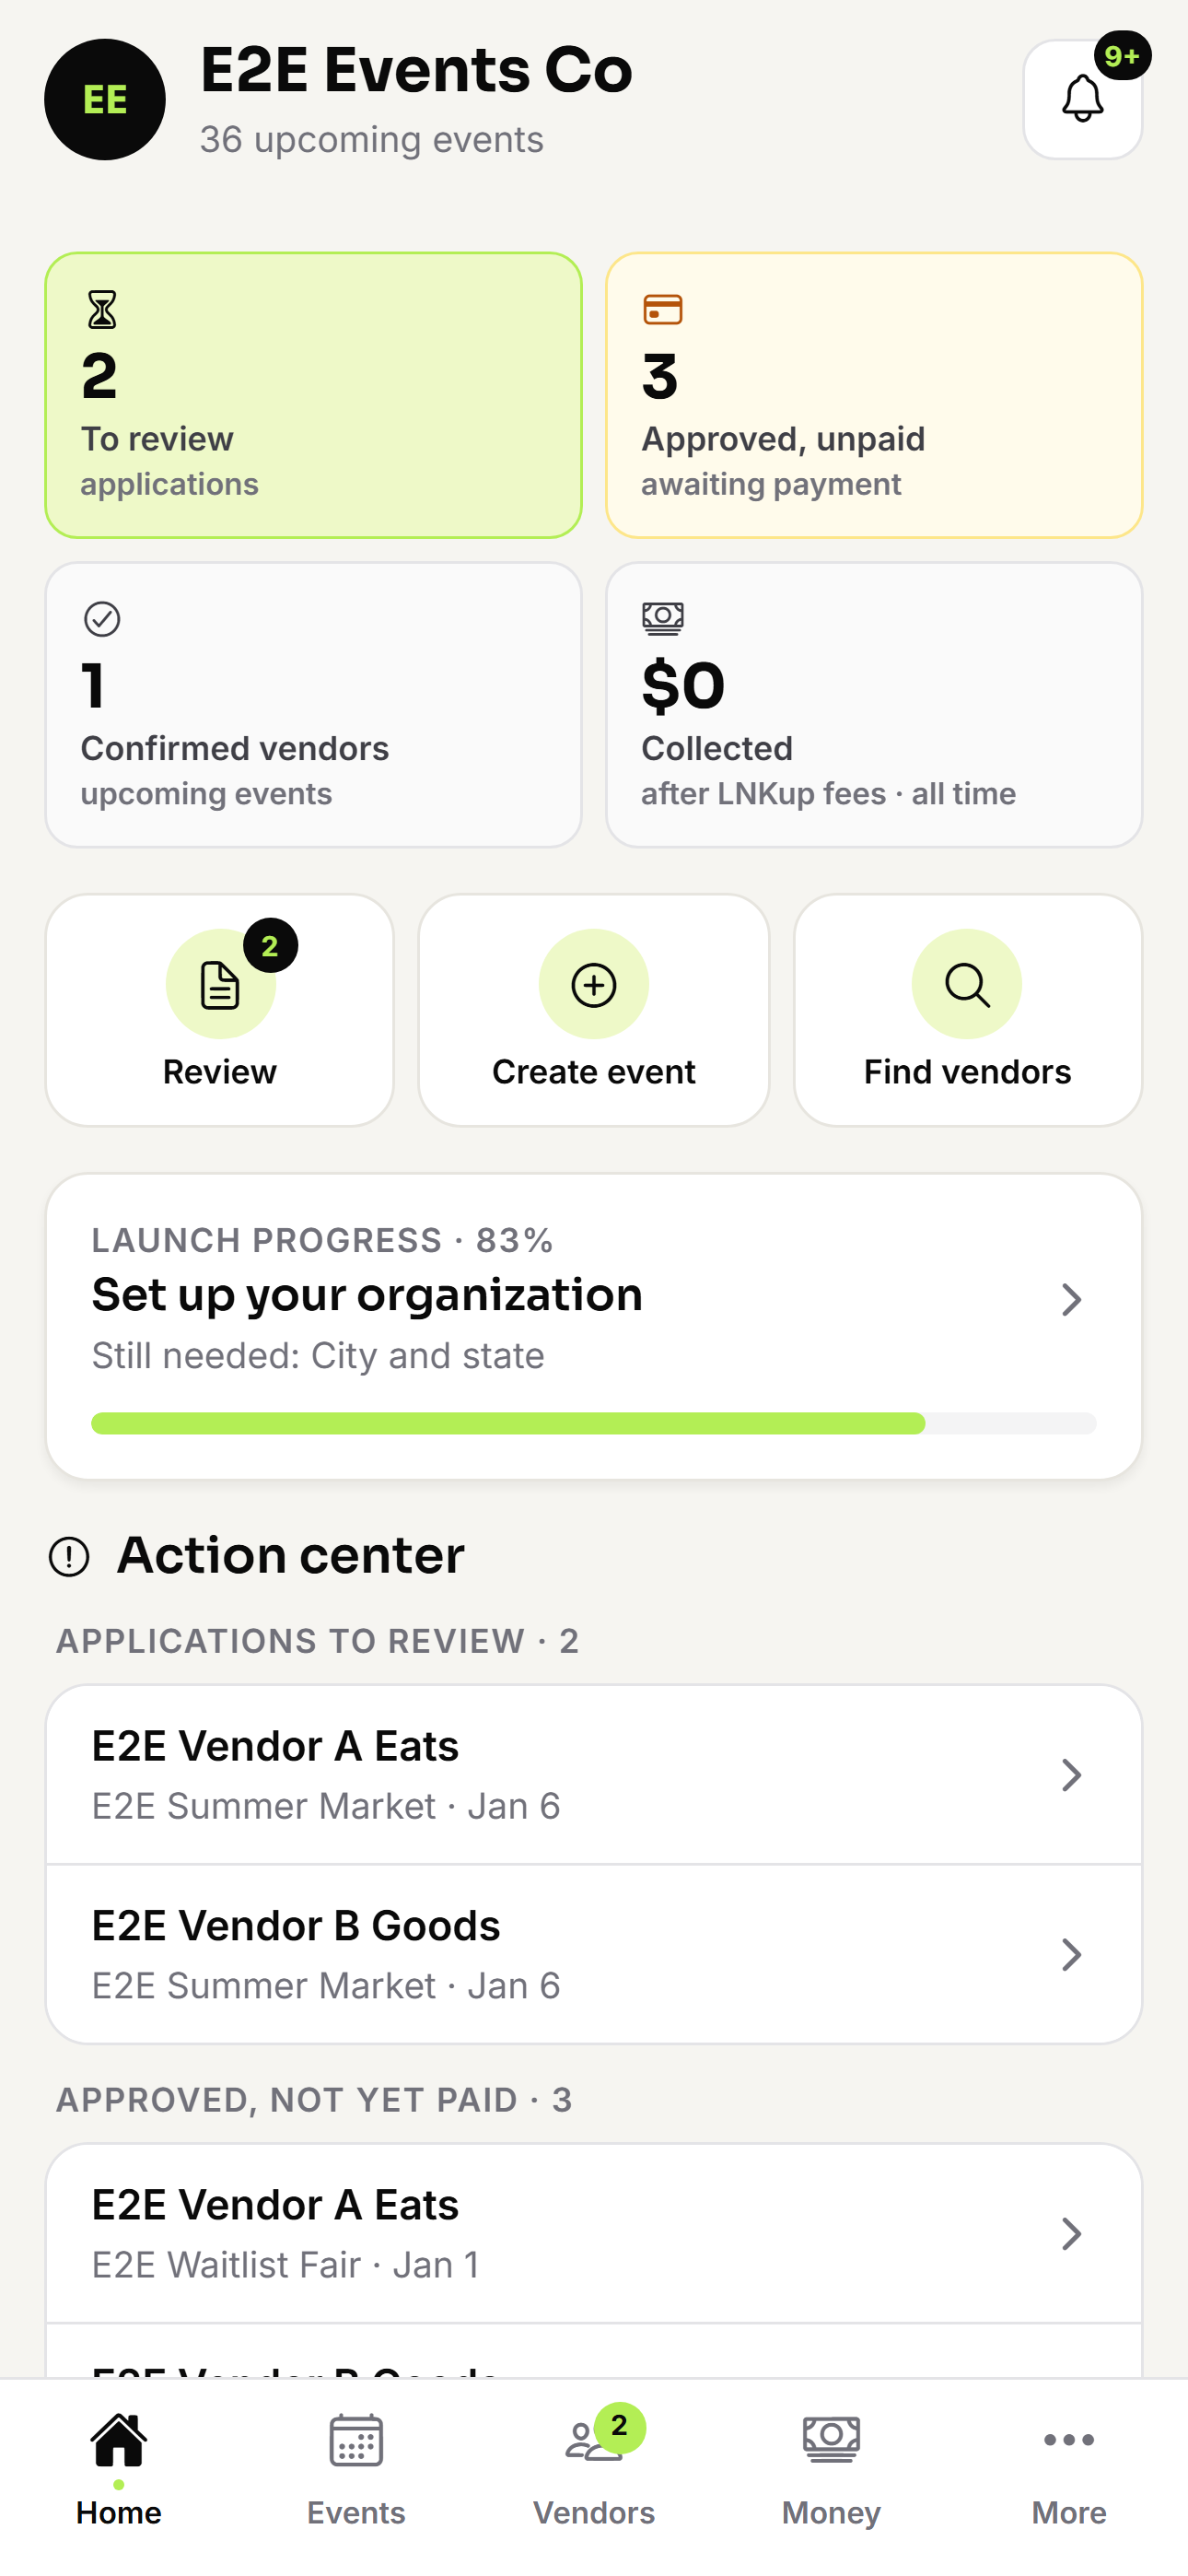 EE
E2E Events Co
36 upcoming events
9+
2
To review
applications
3
Approved, unpaid
awaiting payment
1
Confirmed vendors
upcoming events
$0
Collected
after LNKup fees · all time
2
Review
Create event
Find vendors
LAUNCH PROGRESS · 83%
Set up your organization
Still needed: City and state
Action center
APPLICATIONS TO REVIEW · 2
E2E Vendor A Eats
E2E Summer Market · Jan 6
E2E Vendor B Goods
E2E Summer Market · Jan 6
APPROVED, NOT YET PAID · 3
E2E Vendor A Eats
E2E Waitlist Fair · Jan 1
E2E Vendor B Goods
2
Home
Events
Vendors
Money
More